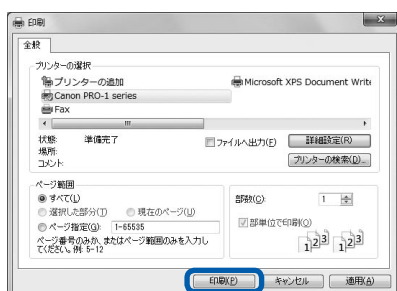 印刷
全般
プリンターの選択
プリンターの追加
Microsoft XPS Document Write
Canon PRO-1 series
Fax
状態: 準備完了
ファイルへ出力(F)
詳細設定(R)
場所:
コメント:
プリンターの検索(D)...
ページ範囲
すべて(L)
部数(C): 1
選択した部分(T) 現在のページ(U)
部単位で印刷(O)
ページ指定(G): 1-65535
ページ番号のみか、またはページ範囲のみを入力し
てください。例: 5-12
1 2 3 1 2 3
印刷(P) キャンセル 適用(A)